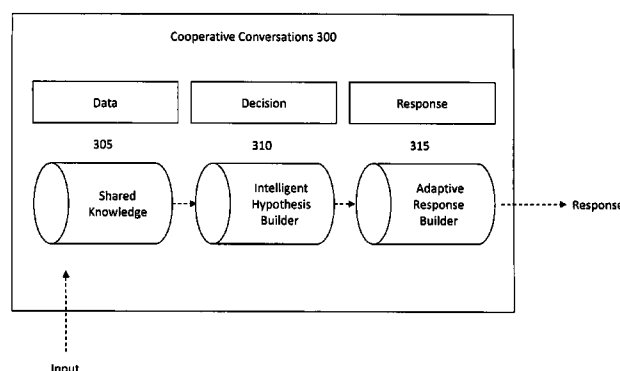 Cooperative Conversations 300
Data
Decision
Response
305
310
315
Shared
Knowledge
Intelligent
Hypothesis
Builder
Adaptive
Response
Builder
Response
Input